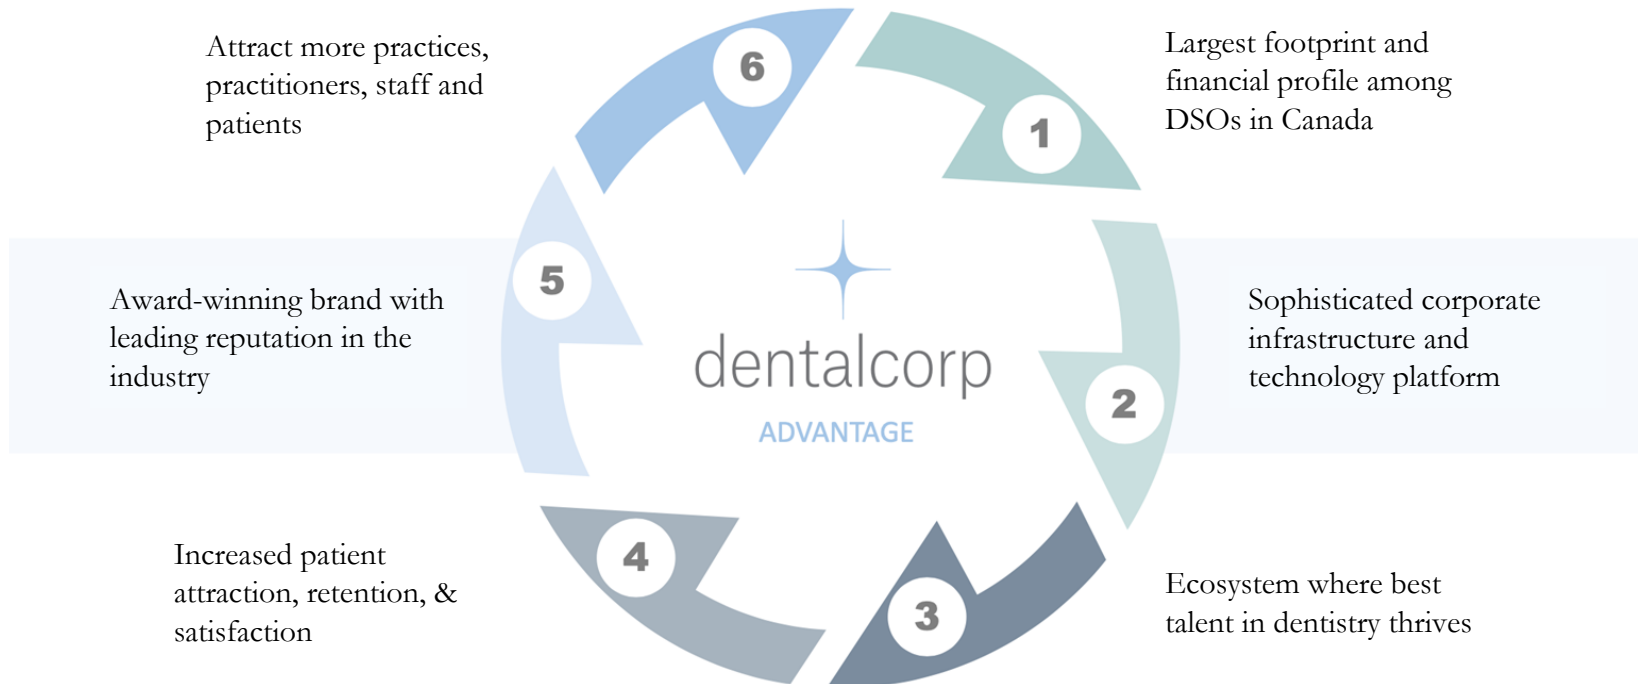 Attract more practices,
practitioners, staff and
patients
6
Largest footprint and
financial profile among
DSOs in Canada
1
Award-winning brand with
leading reputation in the
industry
5
dentalcorp
ADVANTAGE
Sophisticated corporate
infrastructure and
technology platform
2
Increased patient
attraction, retention, &
satisfaction
4
3
Ecosystem where best
talent in dentistry thrives